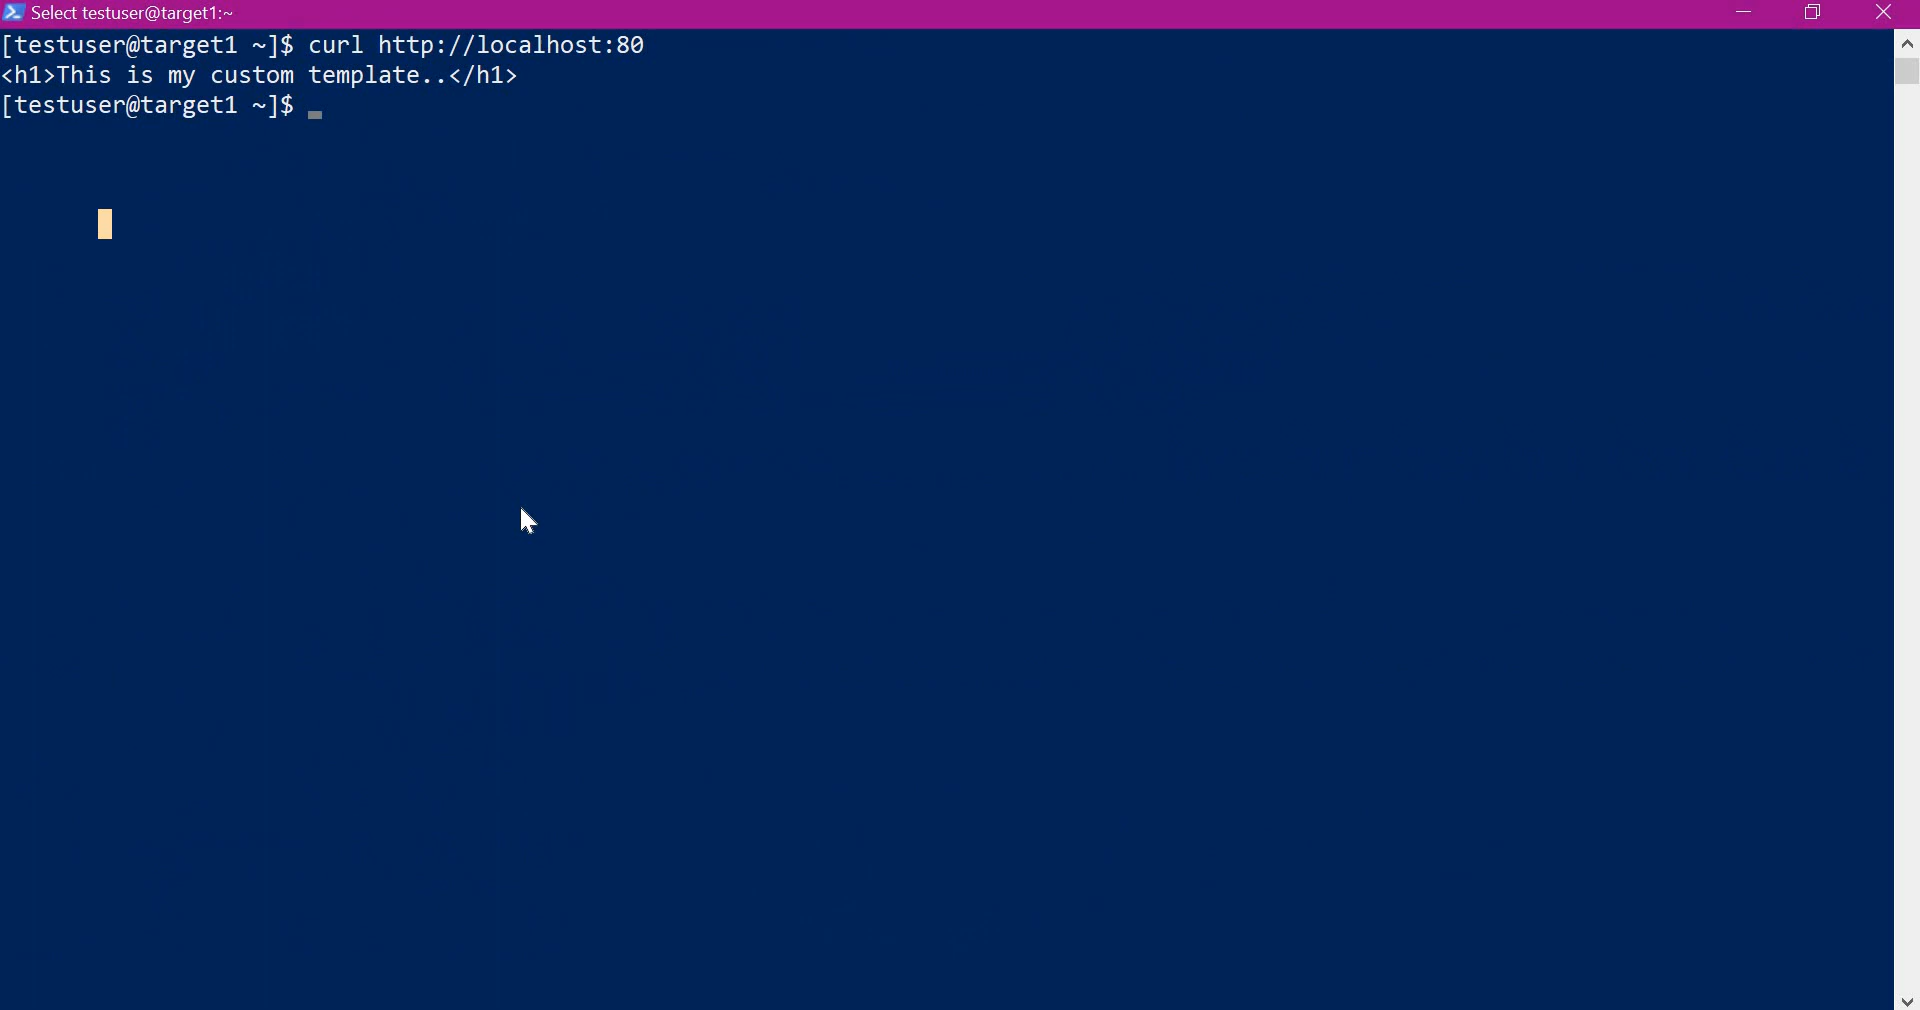 Select testuser@target1:~
[testuser@target1 ~]$ curl http://localhost:80
<h1>This is my custom template..</h1>
[testuser@target1 ~]$